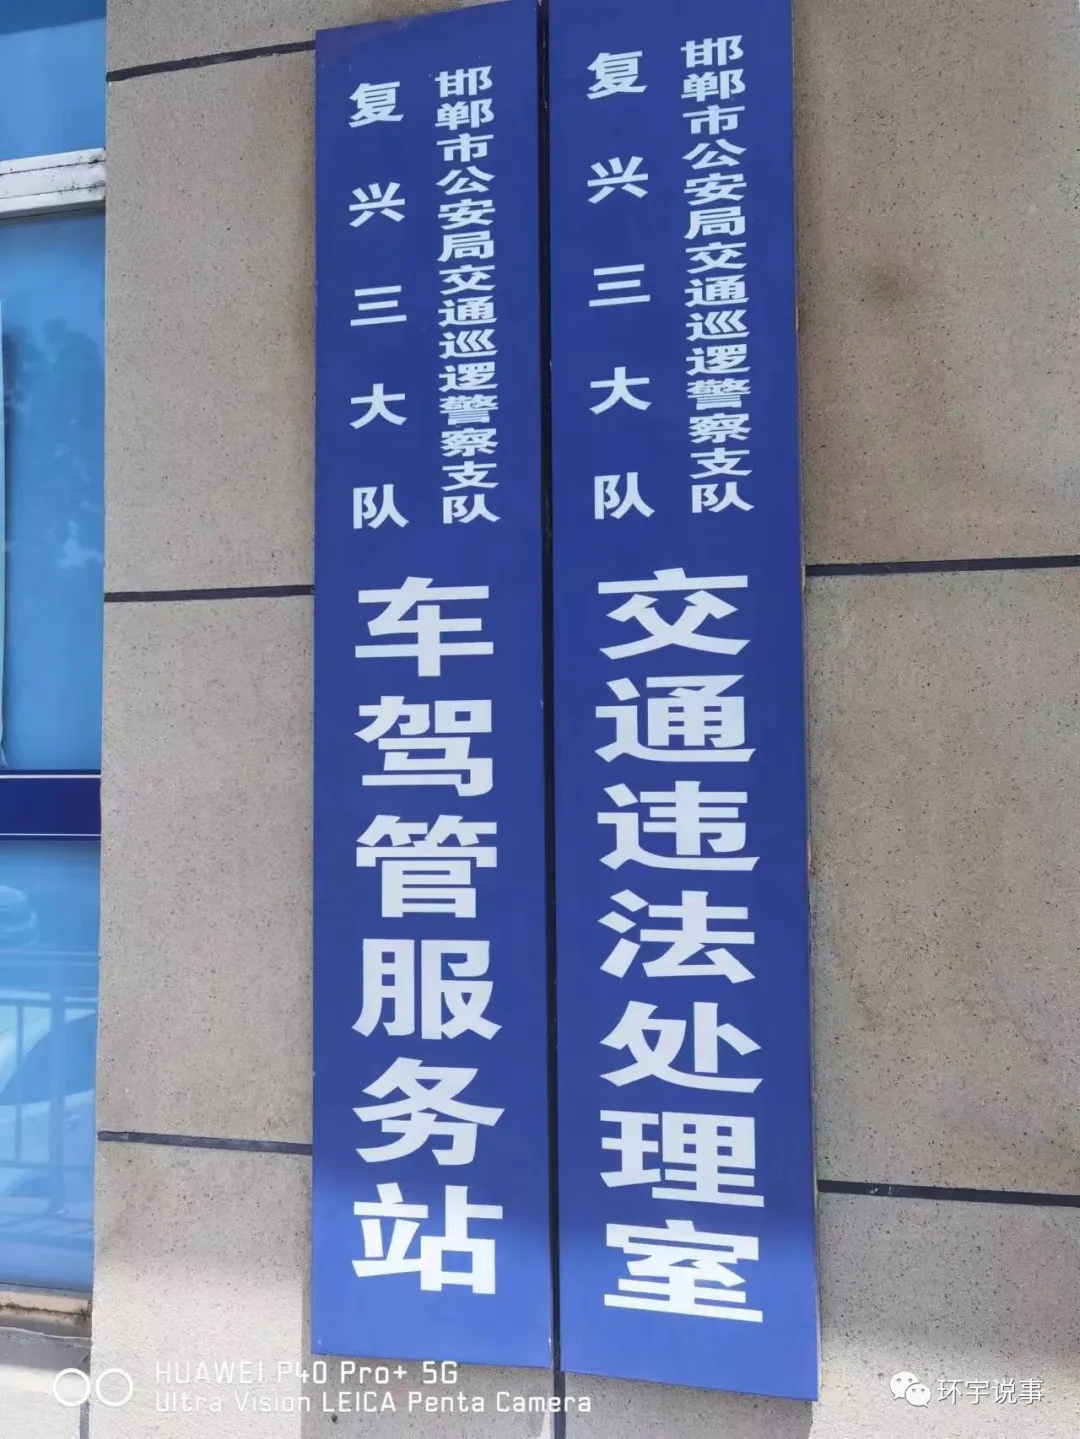 邯郸市公安局交通巡逻警察支队
复兴三大队
交通违法处理室
邯郸市公安局交通巡逻警察支队
复兴三大队
车驾管服务站
HUAWEI P40 Pro+ 5G
Ultra Vision LEICA Penta Camera
环宇说事